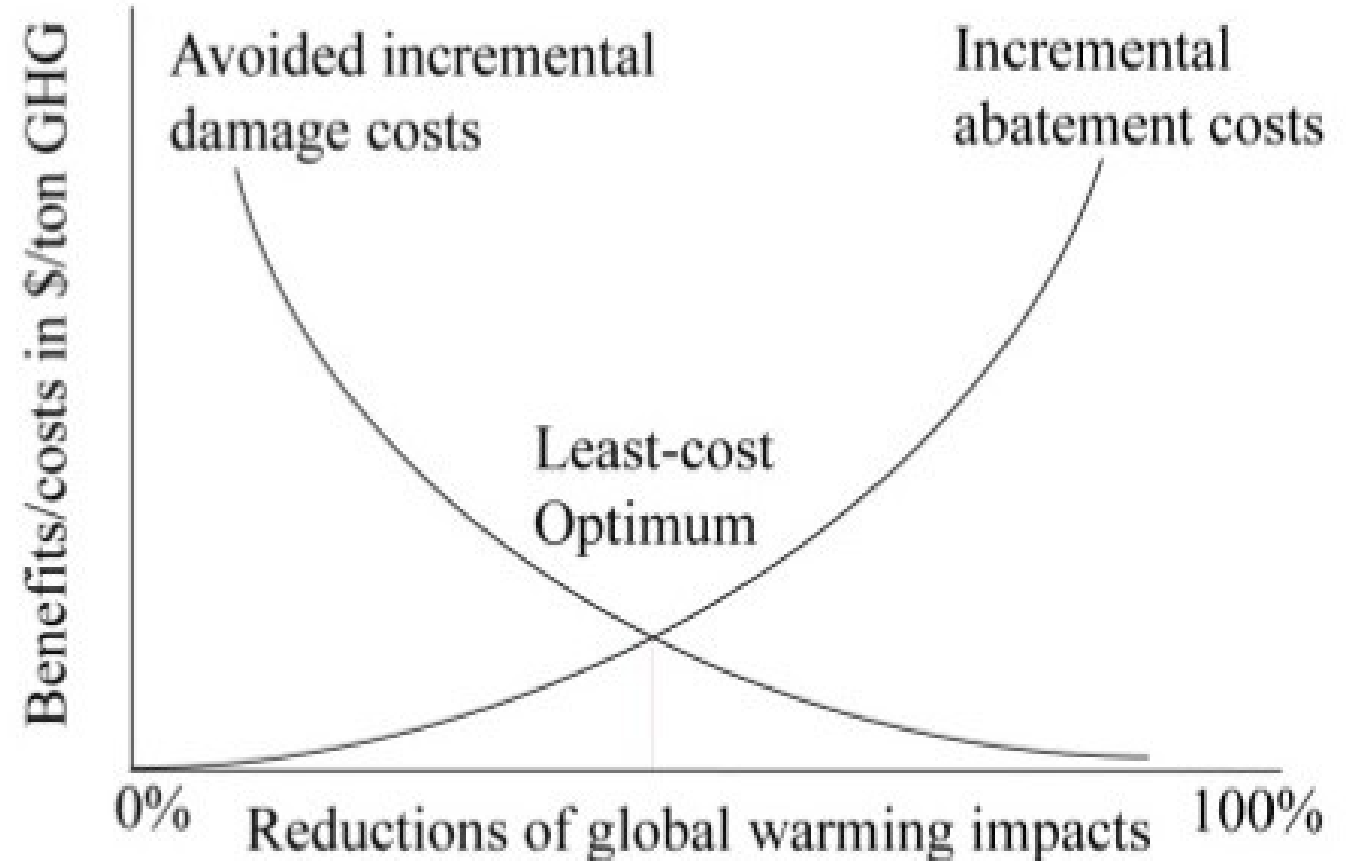 Benefits/costs in $/ton GHG
Avoided incremental
damage costs
Incremental
abatement costs
Least-cost
Optimum
0%
Reductions of global warming impacts
100%